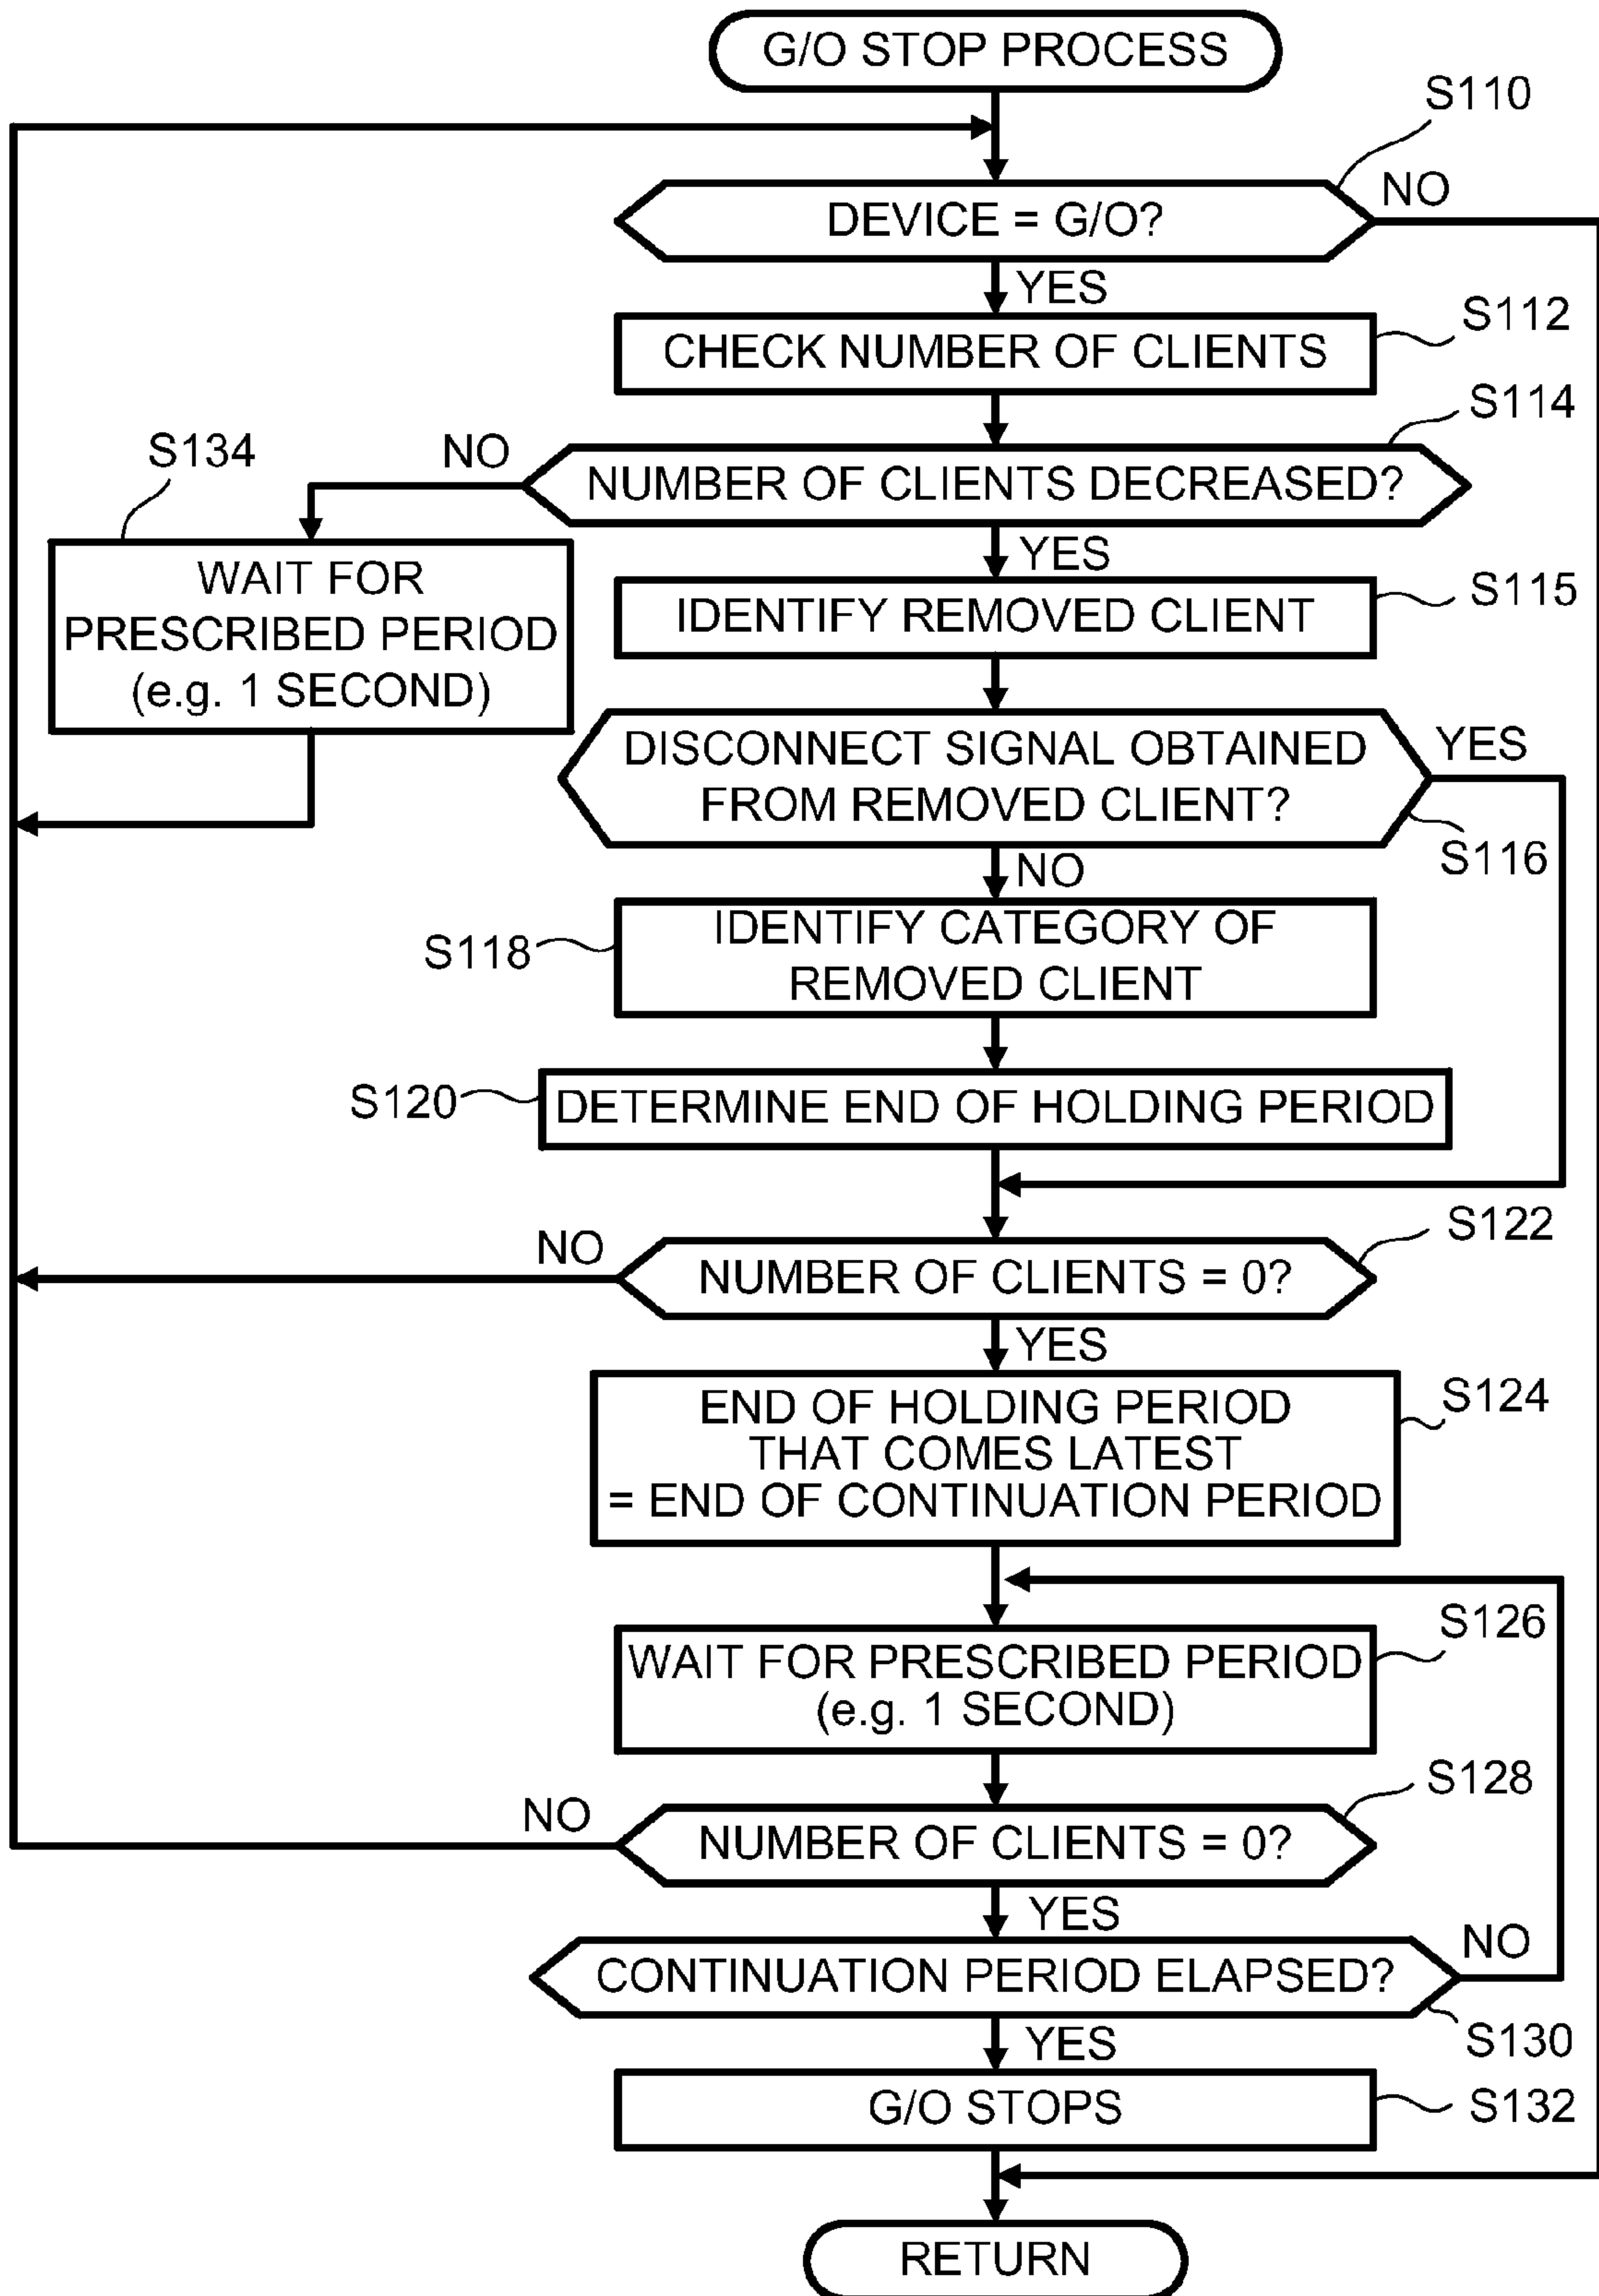 G/O STOP PROCESS
S110
DEVICE = G/O?
NO
YES
S112
CHECK NUMBER OF CLIENTS
S114
NUMBER OF CLIENTS DECREASED?
NO
S134
WAIT FOR
PRESCRIBED PERIOD
(e.g. 1 SECOND)
YES
S115
IDENTIFY REMOVED CLIENT
DISCONNECT SIGNAL OBTAINED
FROM REMOVED CLIENT?
YES
S116
NO
S118
IDENTIFY CATEGORY OF
REMOVED CLIENT
S120
DETERMINE END OF HOLDING PERIOD
S122
NO
NUMBER OF CLIENTS = 0?
YES
S124
END OF HOLDING PERIOD
THAT COMES LATEST
= END OF CONTINUATION PERIOD
S126
WAIT FOR PRESCRIBED PERIOD
(e.g. 1 SECOND)
S128
NO
NUMBER OF CLIENTS = 0?
YES
NO
CONTINUATION PERIOD ELAPSED?
S130
YES
G/O STOPS
S132
RETURN